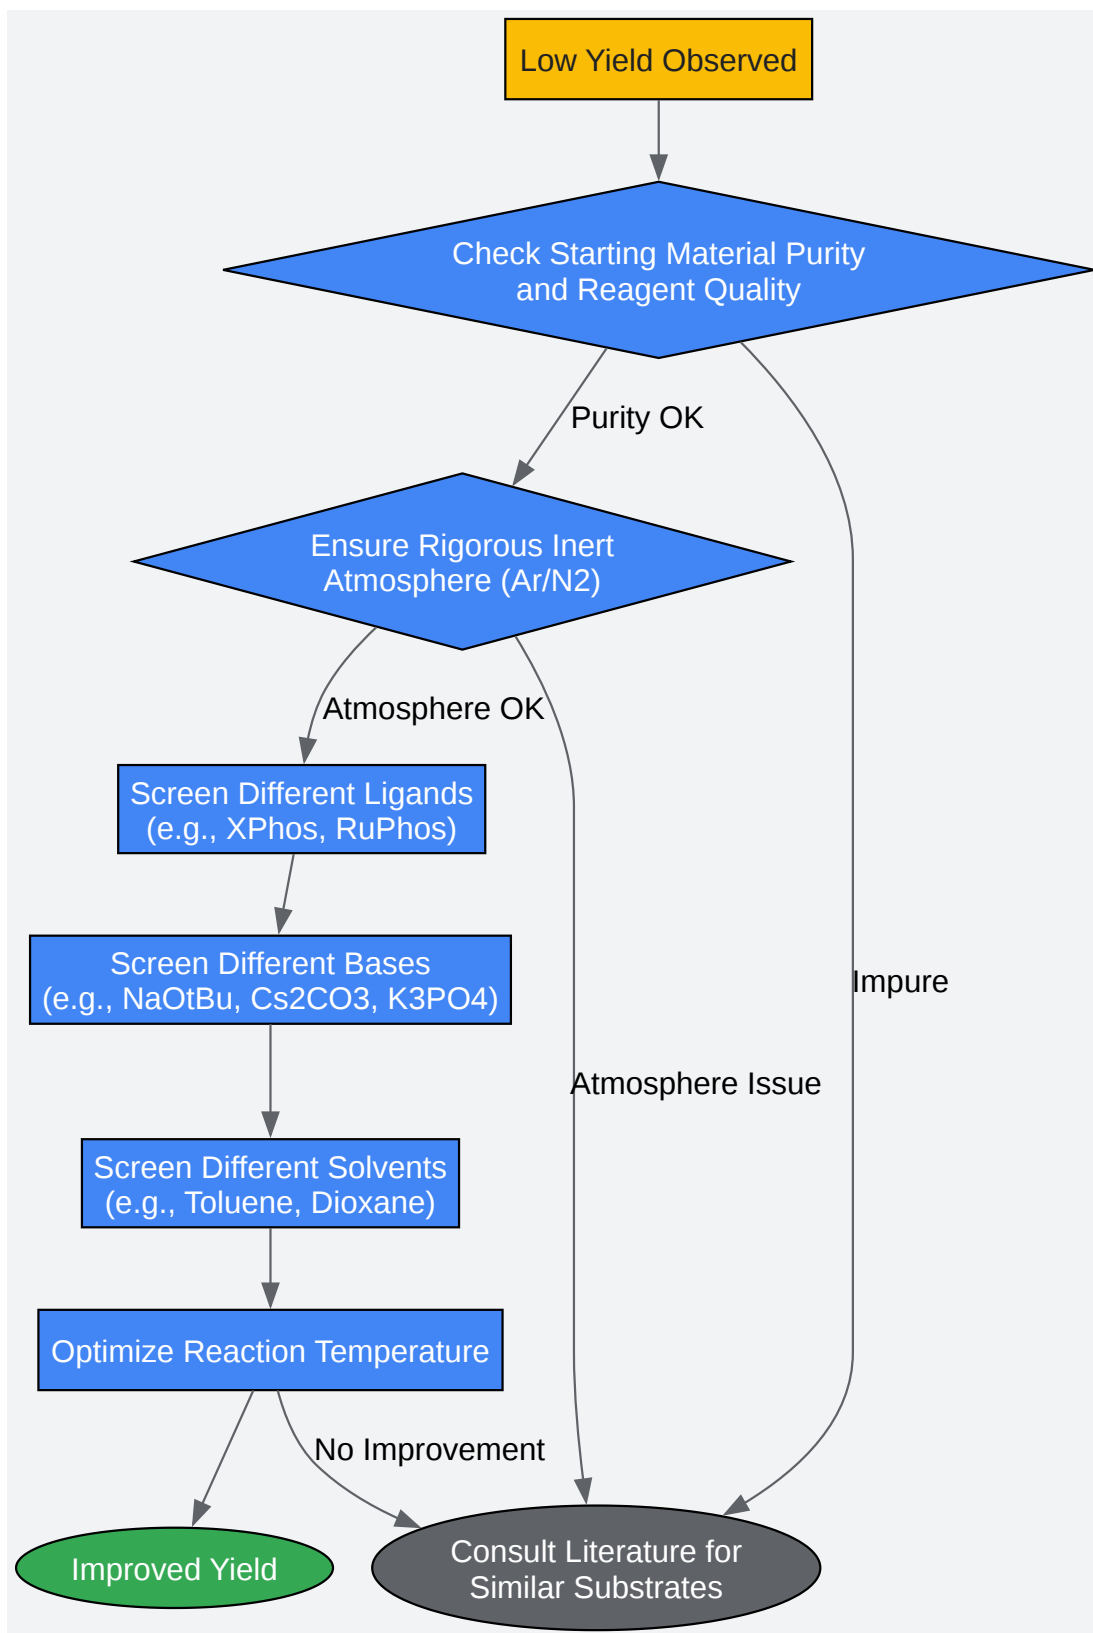 Low Yield Observed
Check Starting Material Purity
and Reagent Quality
Purity OK
Ensure Rigorous Inert
Atmosphere (Ar/N2)
Atmosphere OK
Screen Different Ligands
(e.g., XPhos, RuPhos)
Screen Different Bases
(e.g., NaOtBu, Cs2CO3, K3PO4)
Impure
Atmosphere Issue
Screen Different Solvents
(e.g., Toluene, Dioxane)
Optimize Reaction Temperature
No Improvement
Improved Yield
Consult Literature for
Similar Substrates